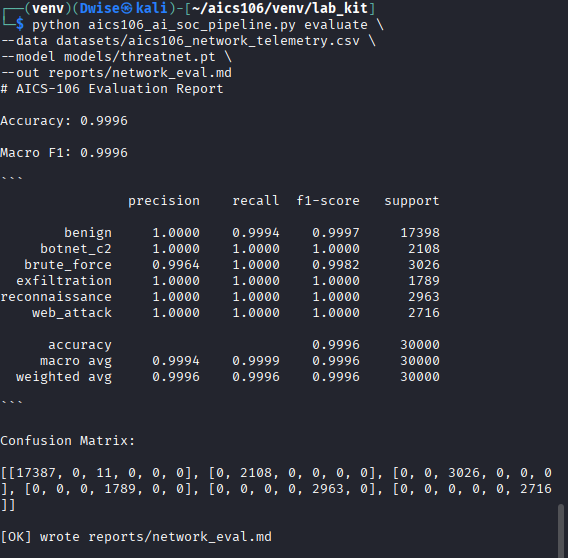 ┌──(venv)(Dwise㉿kali)-[~/aics106/venv/lab_kit]
└─$ python aics106_ai_soc_pipeline.py evaluate \
--data datasets/aics106_network_telemetry.csv \
--model models/threatnet.pt \
--out reports/network_eval.md
# AICS-106 Evaluation Report
Accuracy: 0.9996
Macro F1: 0.9996
```
precision recall f1-score support
benign 1.0000 0.9994 0.9997 17398
botnet_c2 1.0000 1.0000 1.0000 2108
brute_force 0.9964 1.0000 0.9982 3026
exfiltration 1.0000 1.0000 1.0000 1789
reconnaissance 1.0000 1.0000 1.0000 2963
web_attack 1.0000 1.0000 1.0000 2716
accuracy 0.9996 30000
macro avg 0.9994 0.9999 0.9996 30000
weighted avg 0.9996 0.9996 0.9996 30000
```
Confusion Matrix:
[[17387, 0, 11, 0, 0, 0], [0, 2108, 0, 0, 0, 0], [0, 0, 3026, 0, 0, 0
], [0, 0, 0, 1789, 0, 0], [0, 0, 0, 0, 2963, 0], [0, 0, 0, 0, 0, 2716
]]
[OK] wrote reports/network_eval.md